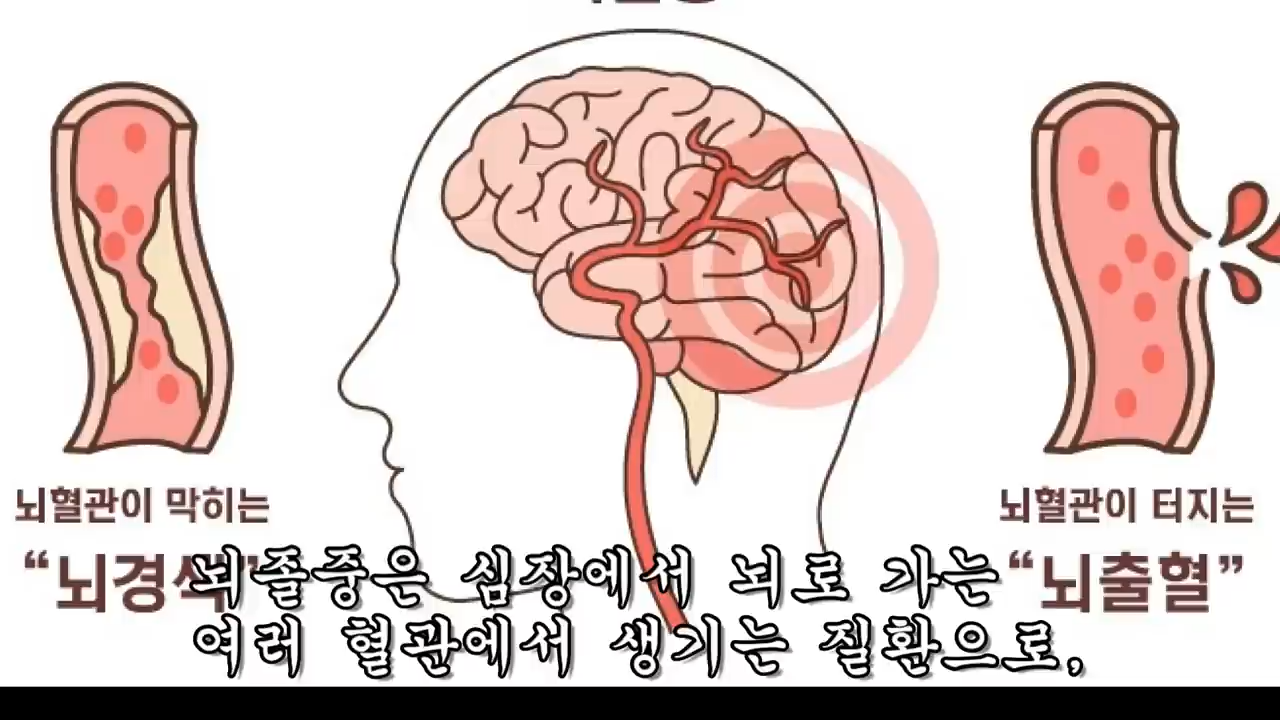 뇌혈관이 막히는
뇌혈관이 터지는
“뇌경색”
“뇌출혈”
뇌졸중은 심장에서 뇌로 가는
여러 혈관에서 생기는 질환으로,